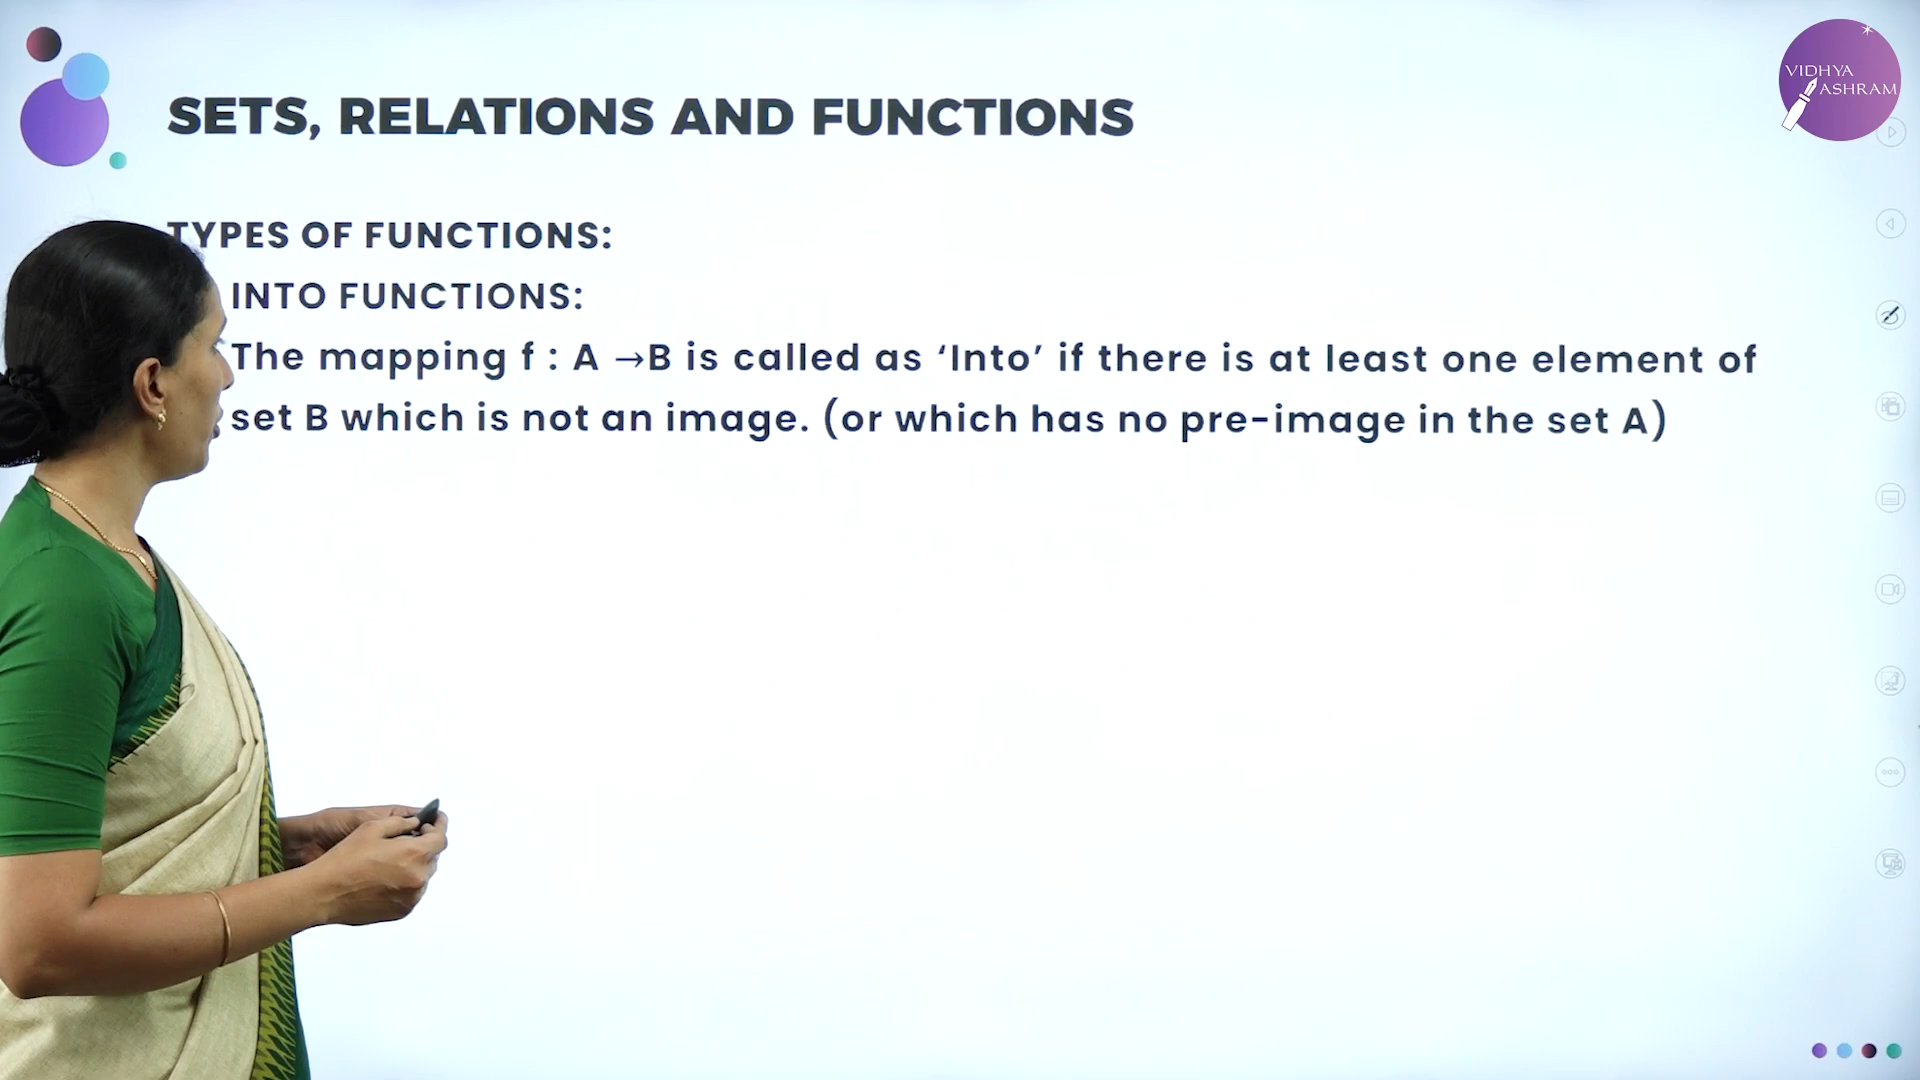 VIDHYA
ASHRAM
SETS, RELATIONS AND FUNCTIONS
TYPES OF FUNCTIONS:
INTO FUNCTIONS:
The mapping f : A →B is called as ‘Into’ if there is at least one element of
set B which is not an image. (or which has no pre-image in the set A)